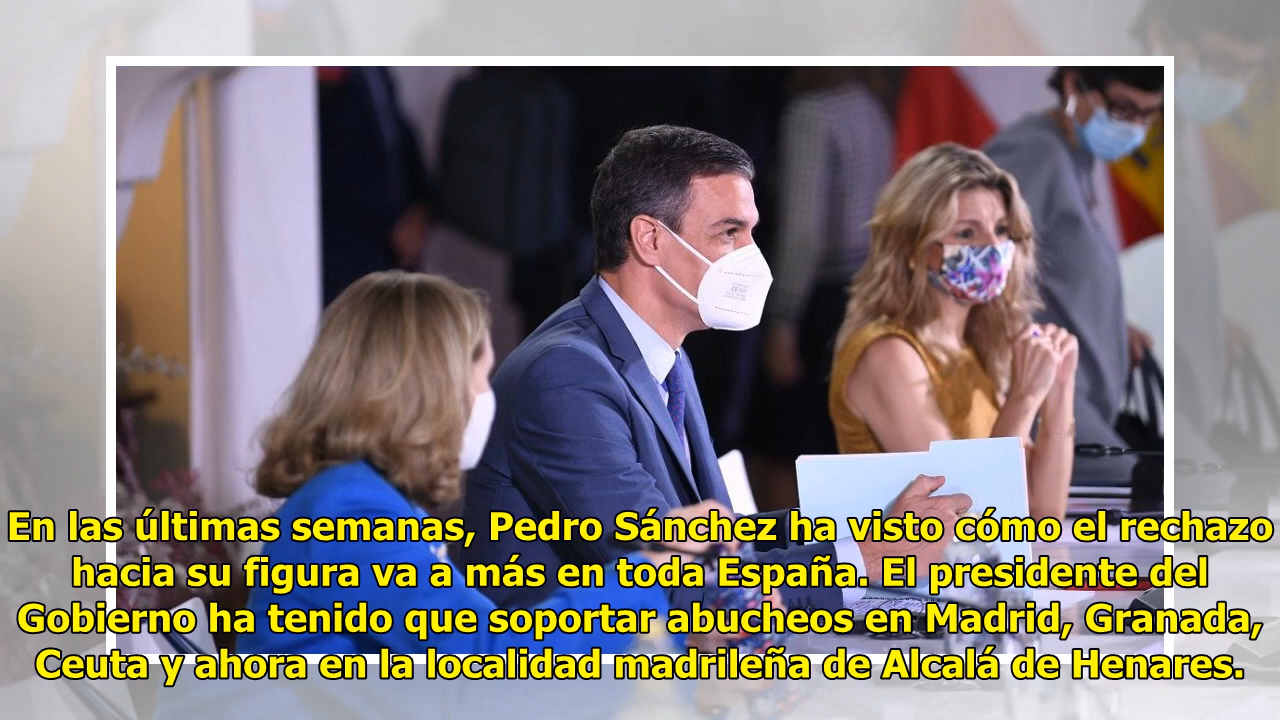 En las últimas semanas, Pedro Sánchez ha visto cómo el rechazo
hacia su figura va a más en toda España. El presidente del
Gobierno ha tenido que soportar abucheos en Madrid, Granada,
Ceuta y ahora en la localidad madrileña de Alcalá de Henares.